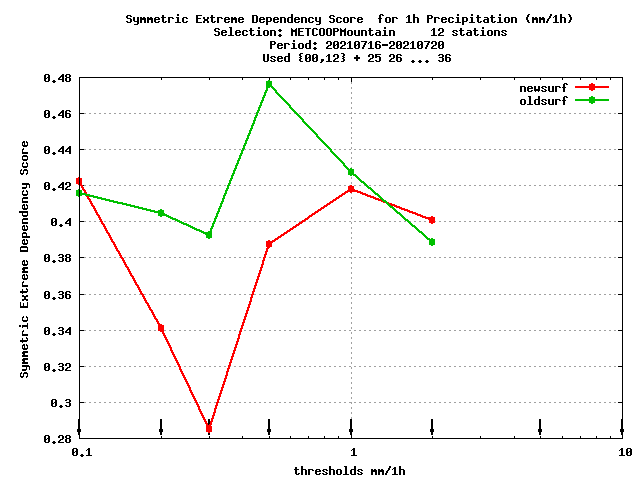 Symmetric Extreme Dependency Score  for 1h Precipitation (mm/1h)
Selection: METCOOPMountain     12 stations
Period: 20210716-20210720
Used {00,12} + 25 26 ... 36
newsurf
oldsurf
Symmetric Extreme Dependency Score
0.48
0.46
0.44
0.42
0.4
0.38
0.36
0.34
0.32
0.3
0.28
0.1
1
10
thresholds mm/1h